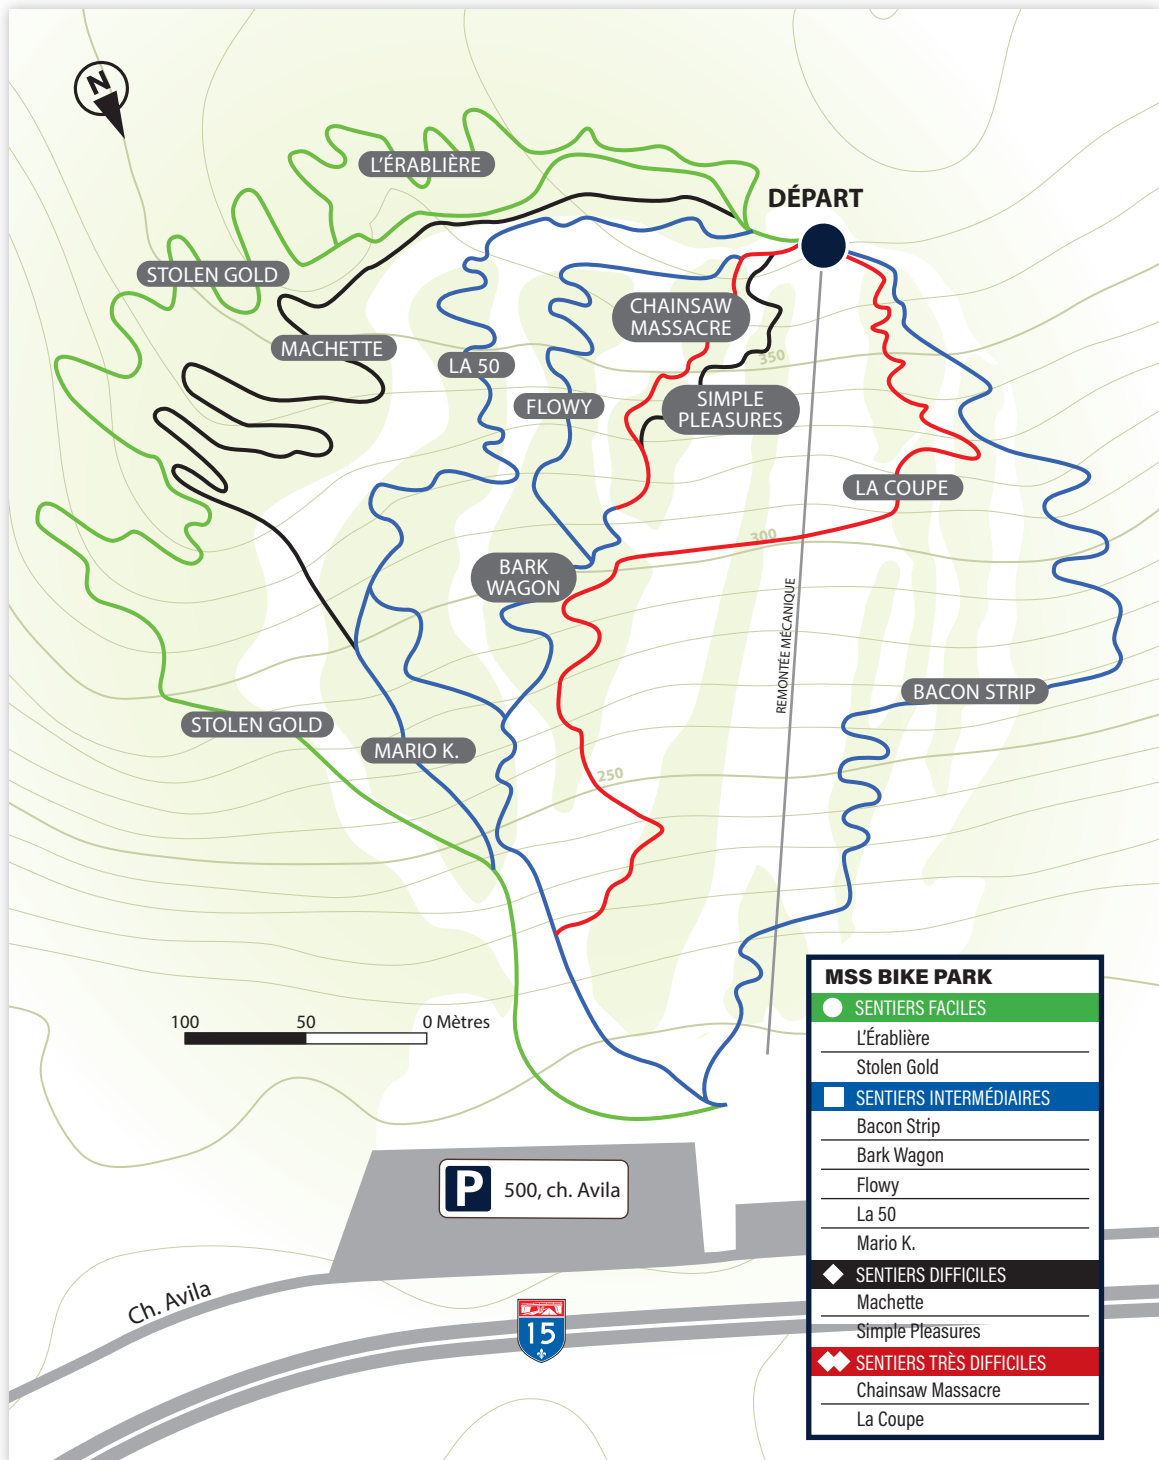 N
L'ÉRABLIÈRE
DÉPART
STOLEN GOLD
CHAINSAW
MASSACRE
MACHETTE
350
LA 50
SIMPLE
PLEASURES
FLOWY
LA COUPE
300
BARK
WAGON
REMONTÉE MÉCANIQUE
BACON STRIP
STOLEN GOLD
MARIO K.
250
100 50 0 Mètres
MSS BIKE PARK
SENTIERS FACILES
L'Érablière
Stolen Gold
SENTIERS INTERMÉDIAIRES
Bacon Strip
Bark Wagon
Flowy
La 50
Mario K.
SENTIERS DIFFICILES
Machette
Simple Pleasures
SENTIERS TRÈS DIFFICILES
Chainsaw Massacre
La Coupe
P 500, ch. Avila
Ch. Avila
15